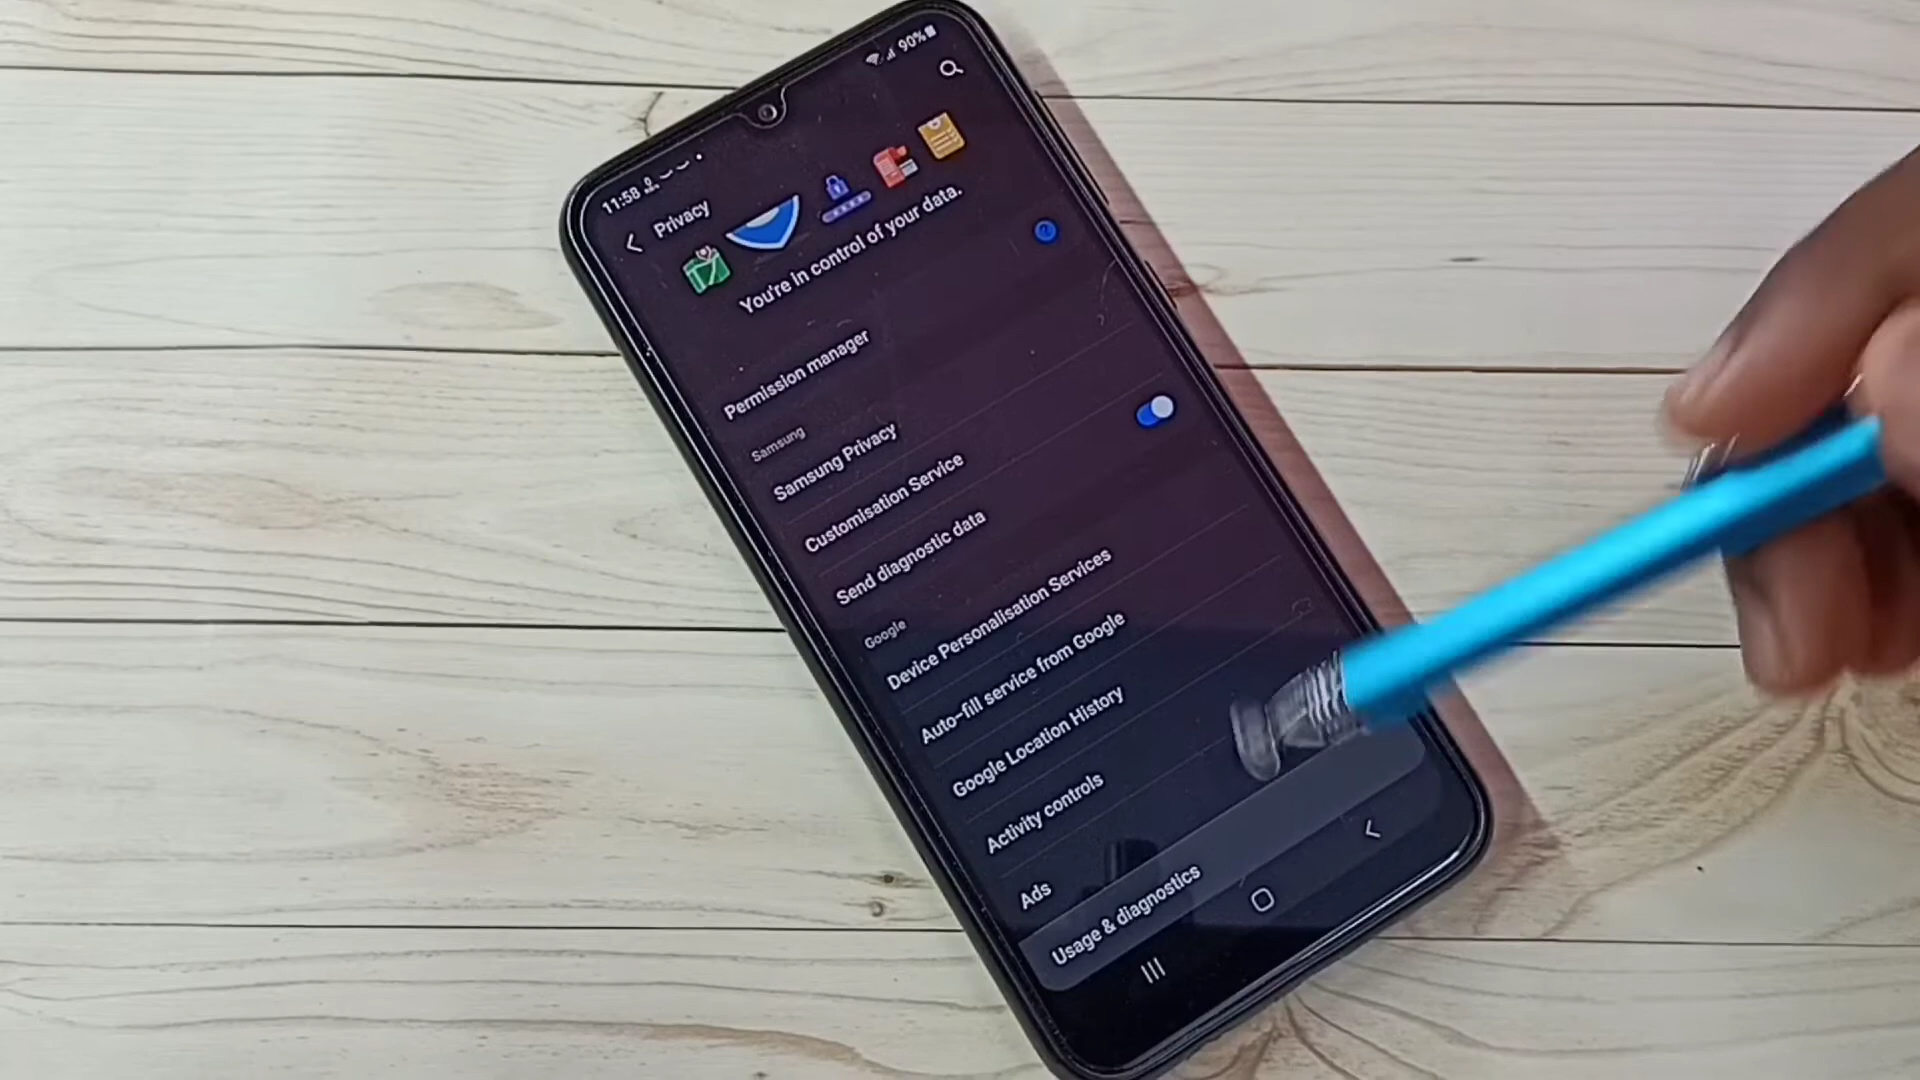 11:58
90%
Privacy
You're in control of your data.
Permission manager
Samsung
Samsung Privacy
Customisation Service
Send diagnostic data
Google
Device Personalisation Services
Auto-fill service from Google
Google Location History
Activity controls
Ads
Usage & diagnostics